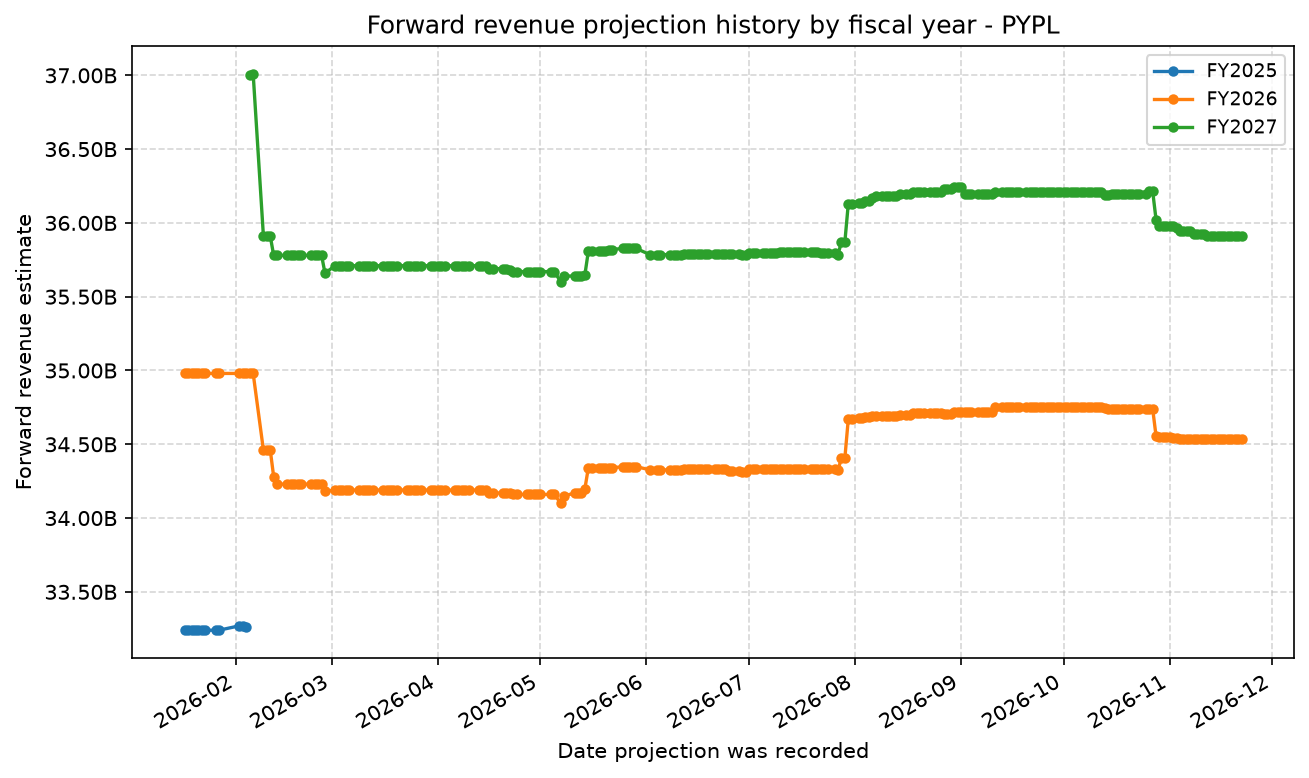 Forward revenue projection history by fiscal year - PYPL
FY2025
FY2026
FY2027
Forward revenue estimate
37.00B
36.50B
36.00B
35.50B
35.00B
34.50B
34.00B
33.50B
2026-02
2026-03
2026-04
2026-05
2026-06
2026-07
2026-08
2026-09
2026-10
2026-11
2026-12
Date projection was recorded